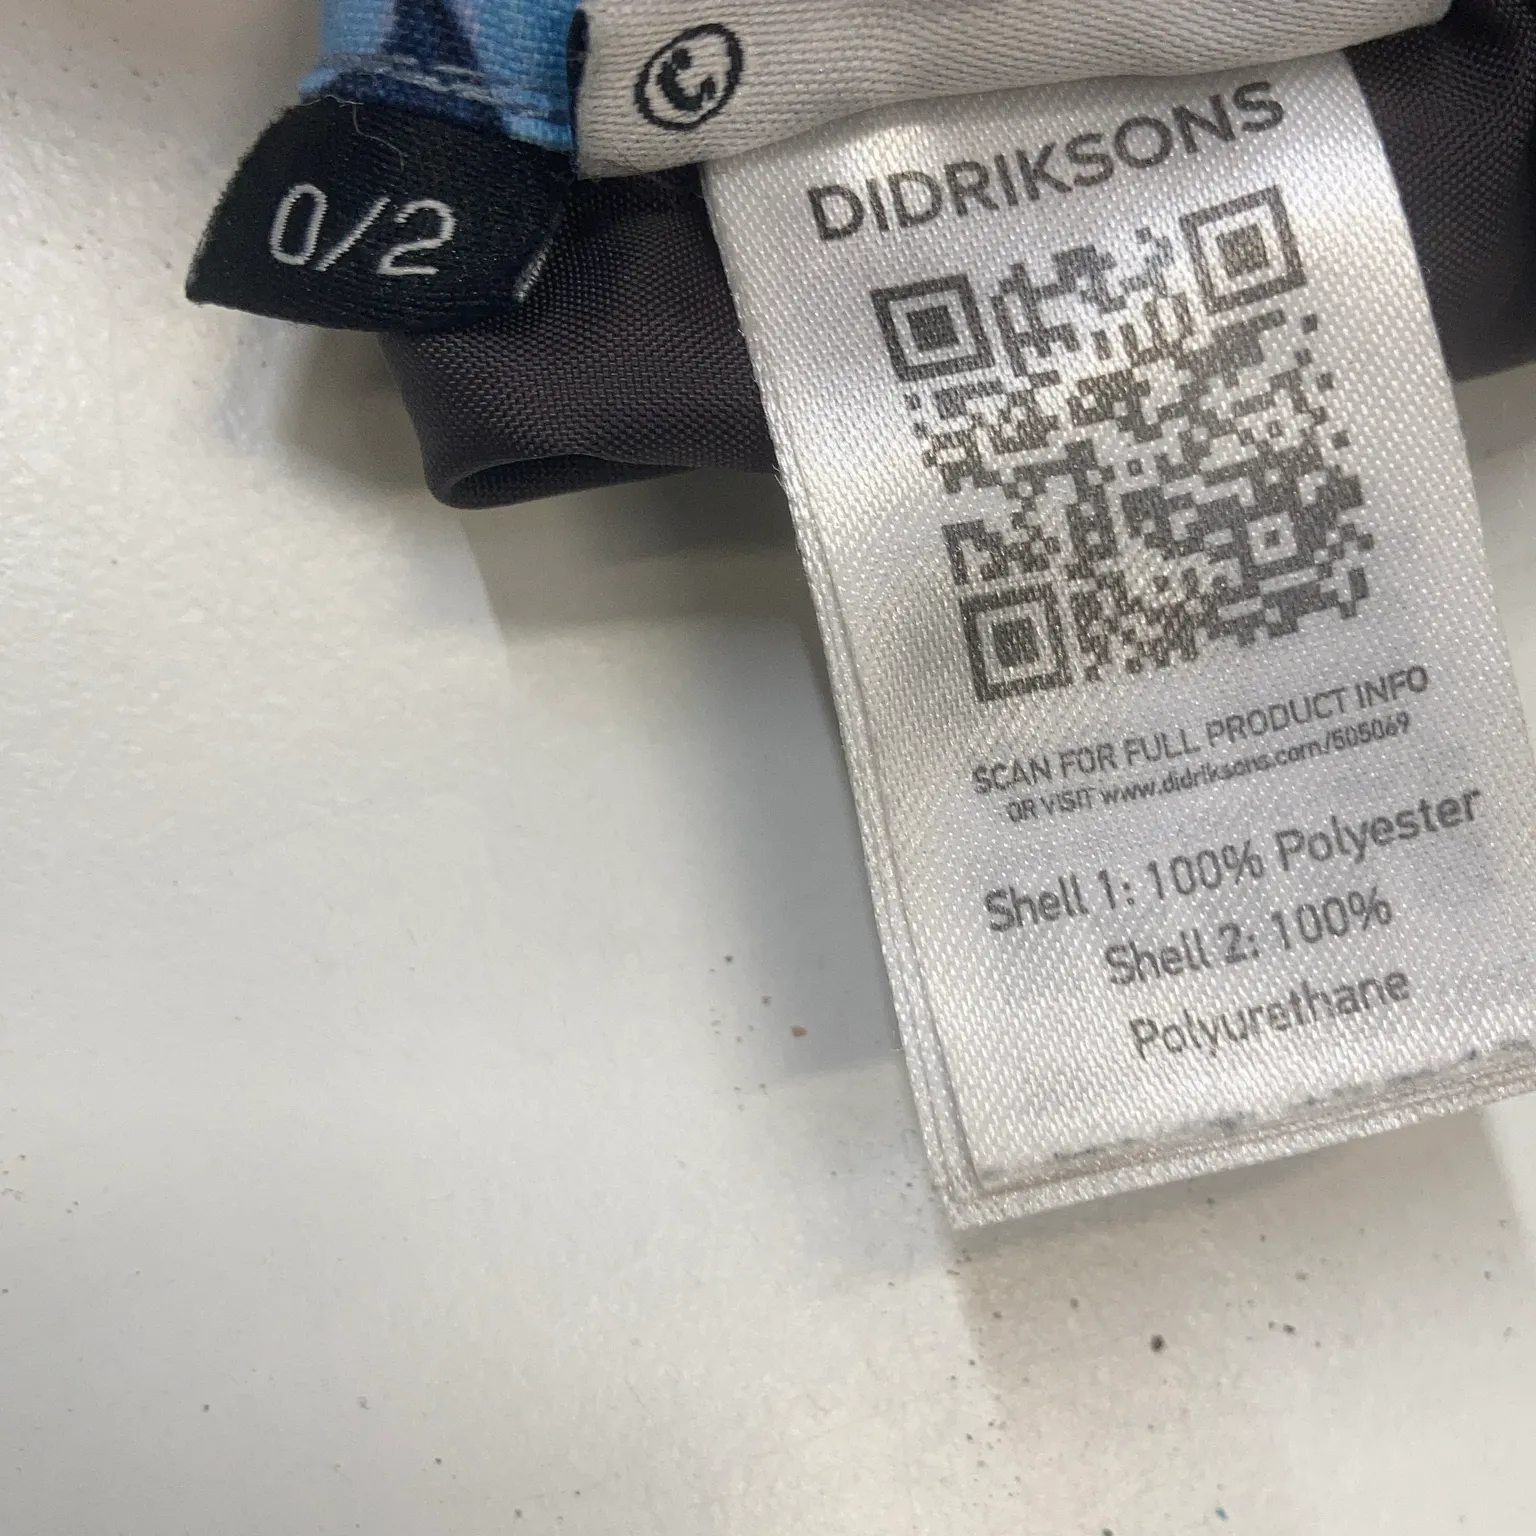 C
0/2
DIDRIKSONS
SCAN FOR FULL PRODUCT INFO
OR VISIT www.didriksons.com/505069
Shell 1: 100% Polyester
Shell 2: 100%
Polyurethane